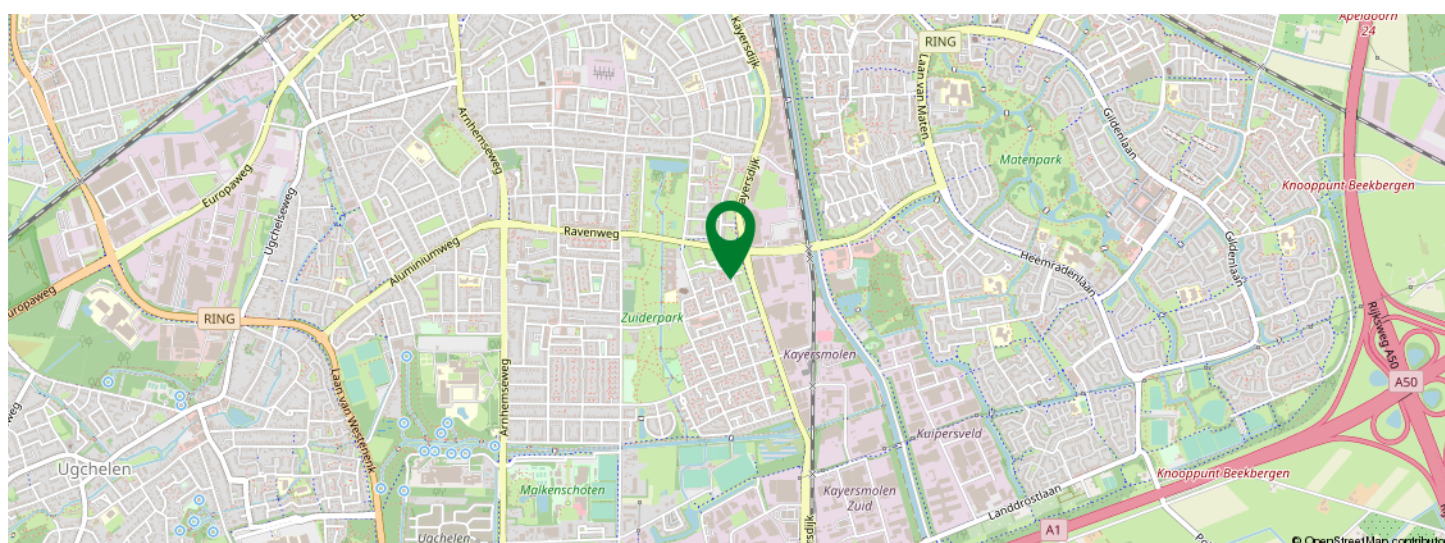 Apeldoorn
24
Kayersdijk
RING
Laan van Maten
Gildenlaan
Arnhemseweg
Europaweg
Matenpark
Knooppunt Beekbergen
Ugchelseweg
Kayersdijk
Ravenweg
Aluminiumweg
Heemradenlaan
Gildenlaan
Europaweg
RING
Zuiderpark
Rijksweg A50
Kayersmolen
A50
Laan van Westenenk
Arnhemseweg
Kuipersveld
Ugchelen
Knooppunt Beekbergen
Malkenschoten
Kayersmolen
Zuid
Landdrostlaan
A1
Ugchelen
© OpenStreetMap contributo